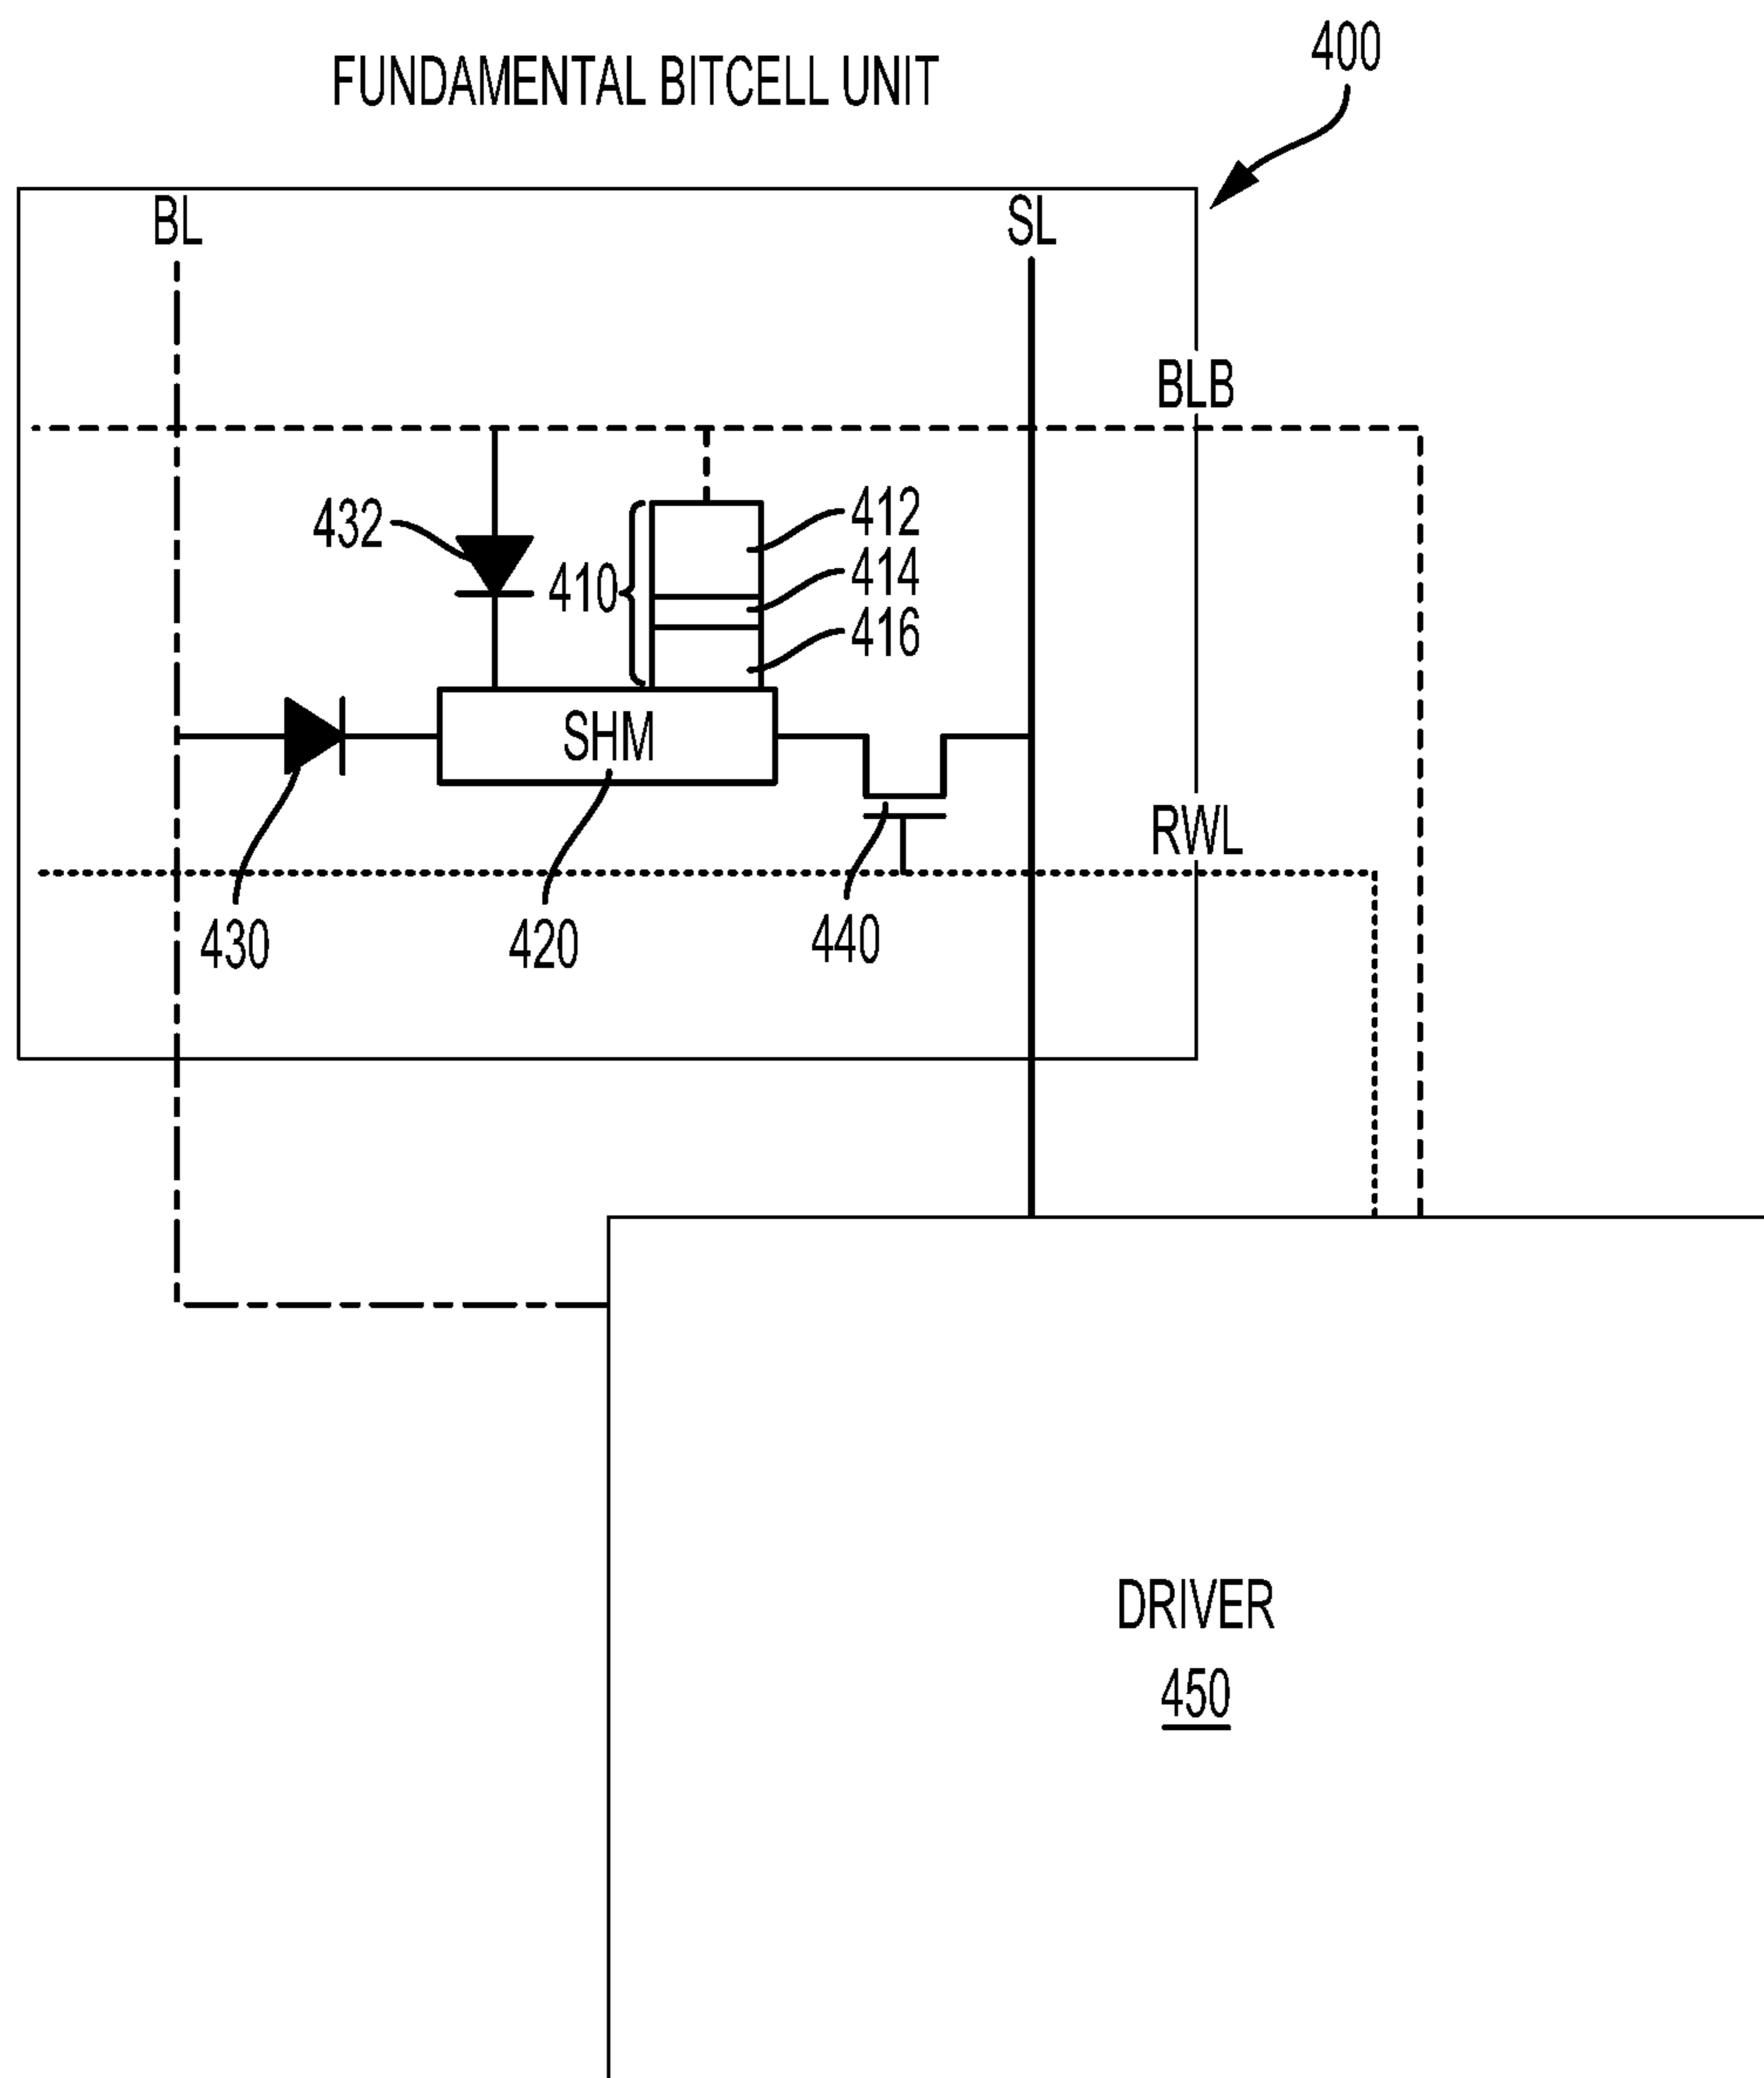 400
FUNDAMENTAL BITCELL UNIT
BL
SL
BLB
432
412
410
414
416
SHM
RWL
430
420
440
DRIVER
450